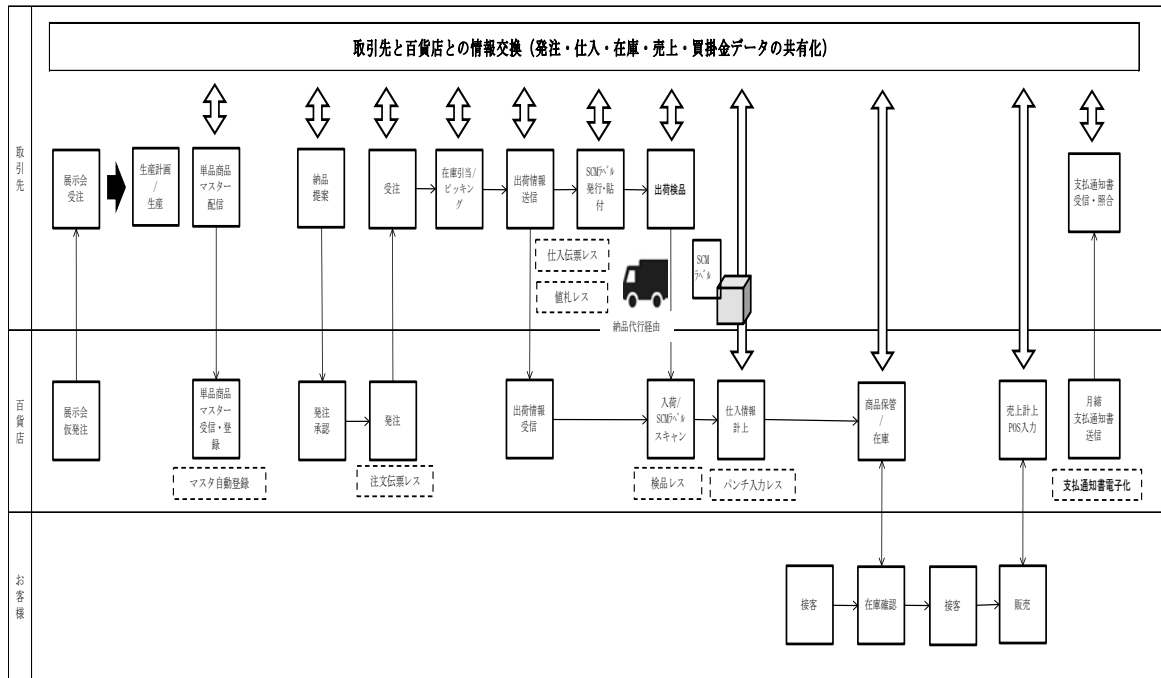 取引先と百貨店との情報交換（発注・仕入・在庫・売上・買掛金データの共有化）
取引先
展示会
受注
生産計画
/
生産
単品商品
マスター
配信
納品
提案
受注
在庫引当/
ピッキン
グ
出荷情報
送信
SCMﾗﾍﾞﾙ
発行・貼
付
出荷検品
支払通知書
受信・照合
仕入伝票レス
値札レス
SCM
ﾗﾍﾞﾙ
納品代行経由
百貨店
展示会
仮発注
単品商品
マスター
受信・登
録
発注
承認
発注
出荷情報
受信
入荷/
SCMﾗﾍﾞﾙ
スキャン
仕入情報
計上
商品保管
/
在庫
売上計上
POS入力
月締
支払通知書
送信
マスタ自動登録
注文伝票レス
検品レス
パンチ入力レス
支払通知書電子化
お客様
接客
在庫確認
接客
販売